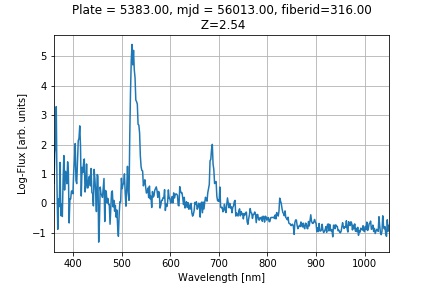 Plate = 5383.00, mjd = 56013.00, fiberid=316.00
Z=2.54
5
4
3
2
1
0
−1
400 500 600 700 800 900 1000
Log-Flux [arb. units]
Wavelength [nm]